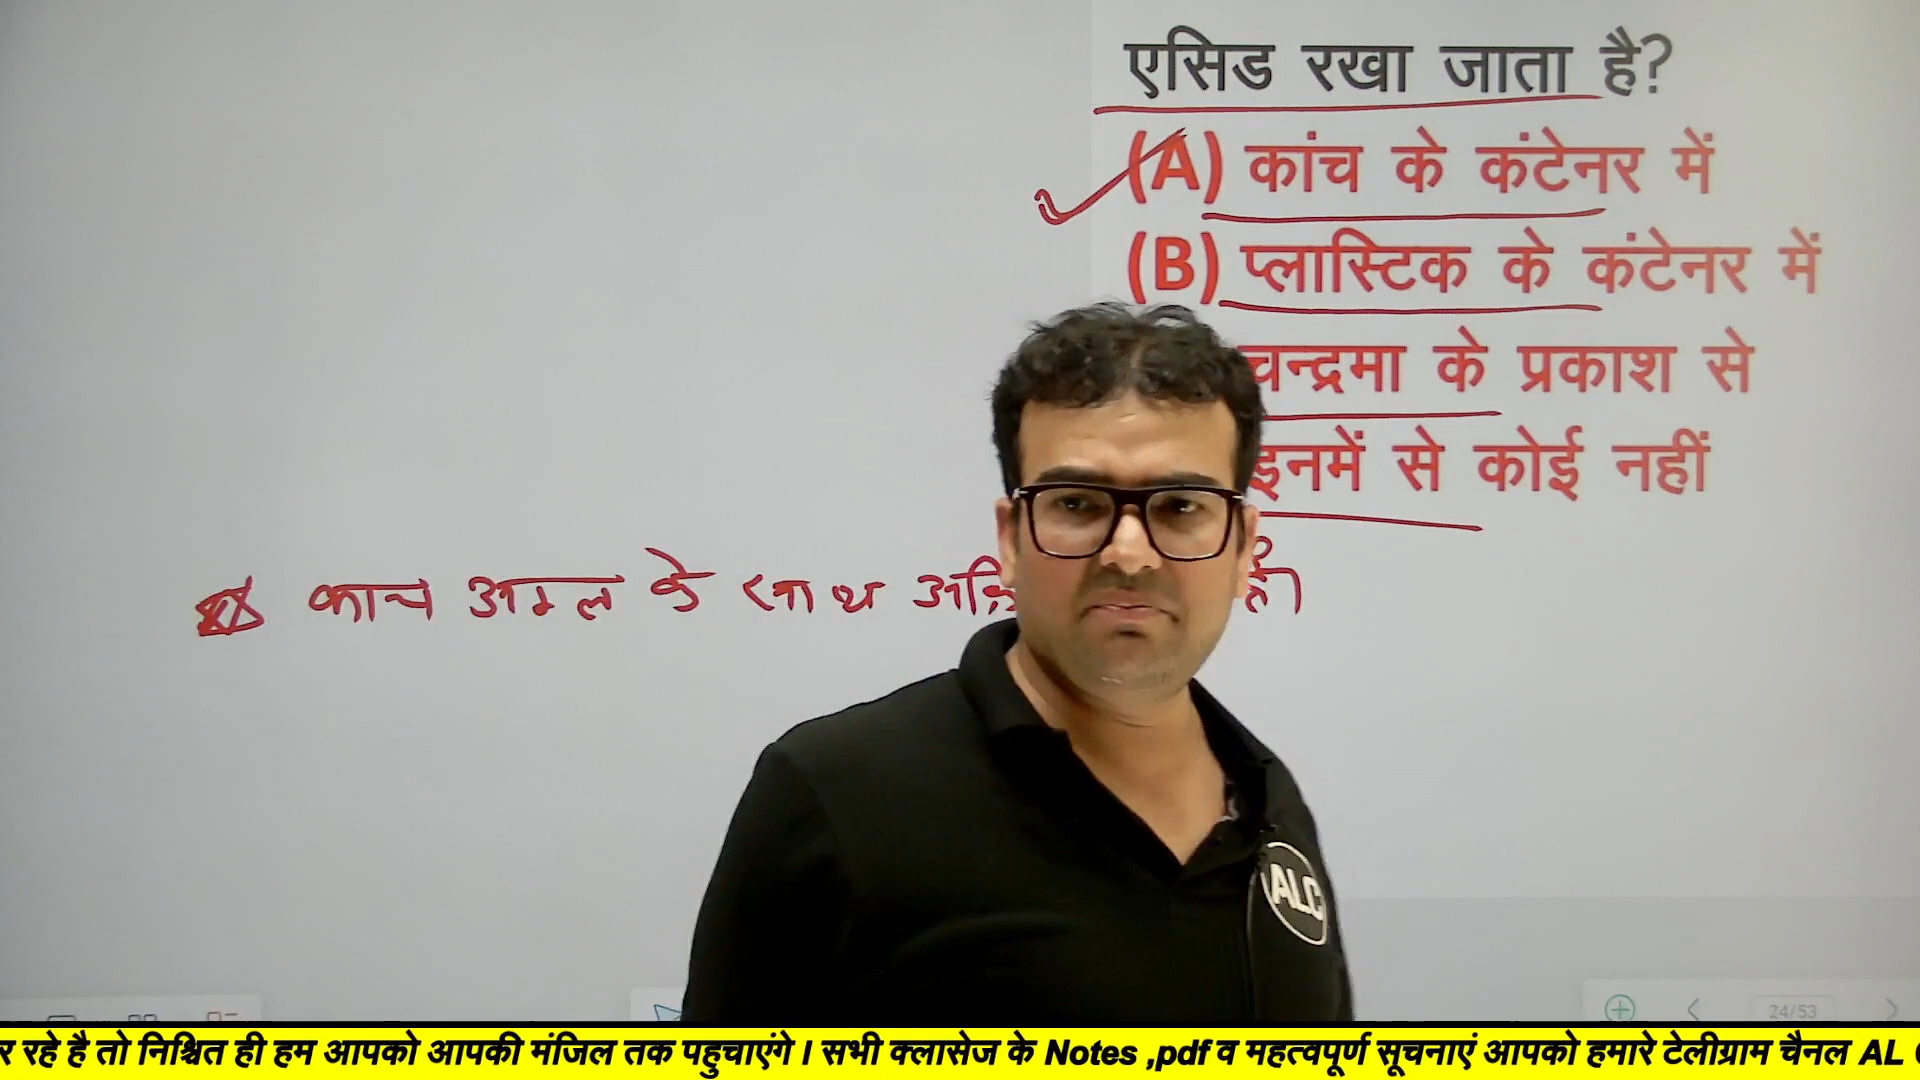 एसिड रखा जाता है?
(A) कांच के कंटेनर में
(B) प्लास्टिक के कंटेनर में
चन्द्रमा के प्रकाश से
इनमें से कोई नहीं
काच अम्ल के साथ है।
ALC
24/53
र रहे है तो निश्चित ही हम आपको आपकी मंजिल तक पहुचाएंगे । सभी क्लासेज के Notes ,pdf व महत्वपूर्ण सूचनाएं आपको हमारे टेलीग्राम चैनल AL